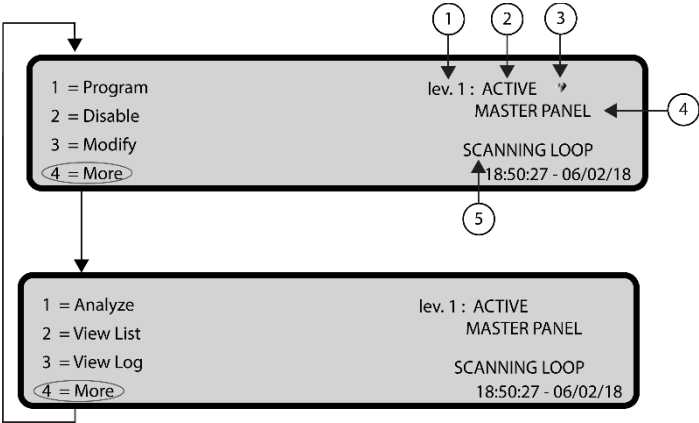 1 2 3
1 = Program lev. 1 : ACTIVE
2 = Disable MASTER PANEL 4
3 = Modify SCANNING LOOP
4 = More 18:50:27 - 06/02/18
5
1 = Analyze lev. 1 : ACTIVE
2 = View List MASTER PANEL
3 = View Log SCANNING LOOP
4 = More 18:50:27 - 06/02/18